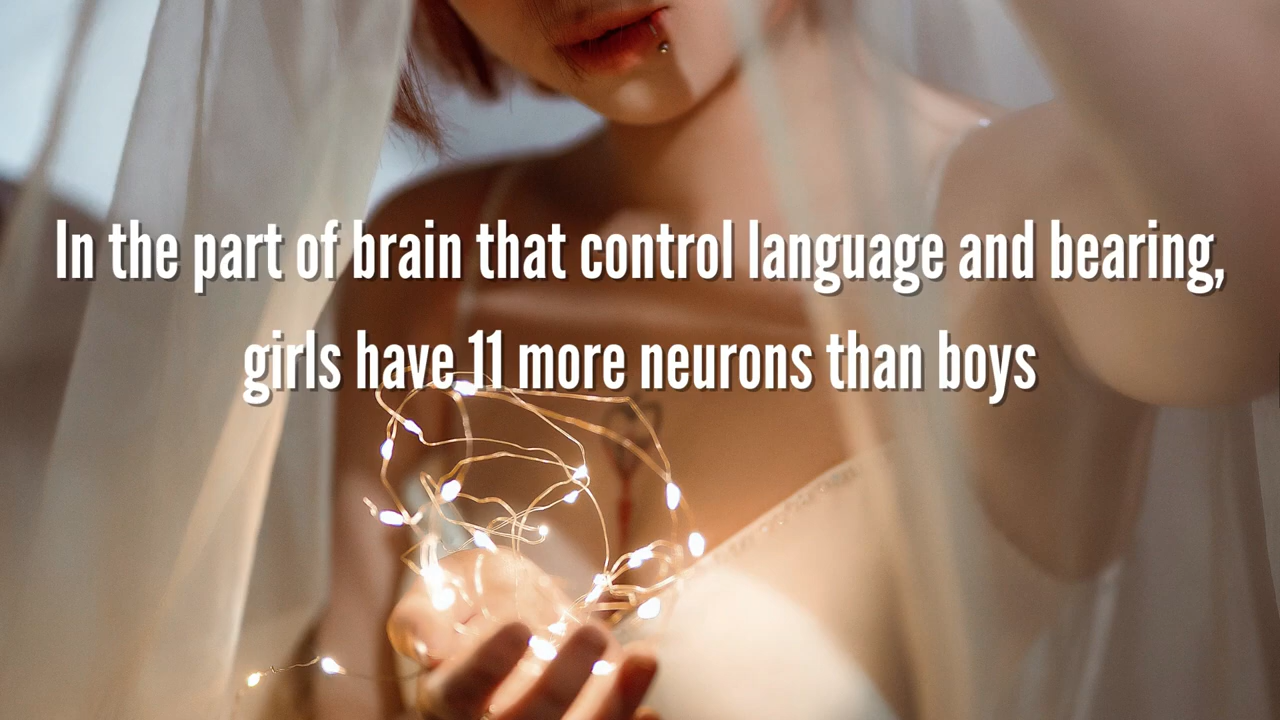 In the part of brain that control language and bearing,
girls have 11 more neurons than boys